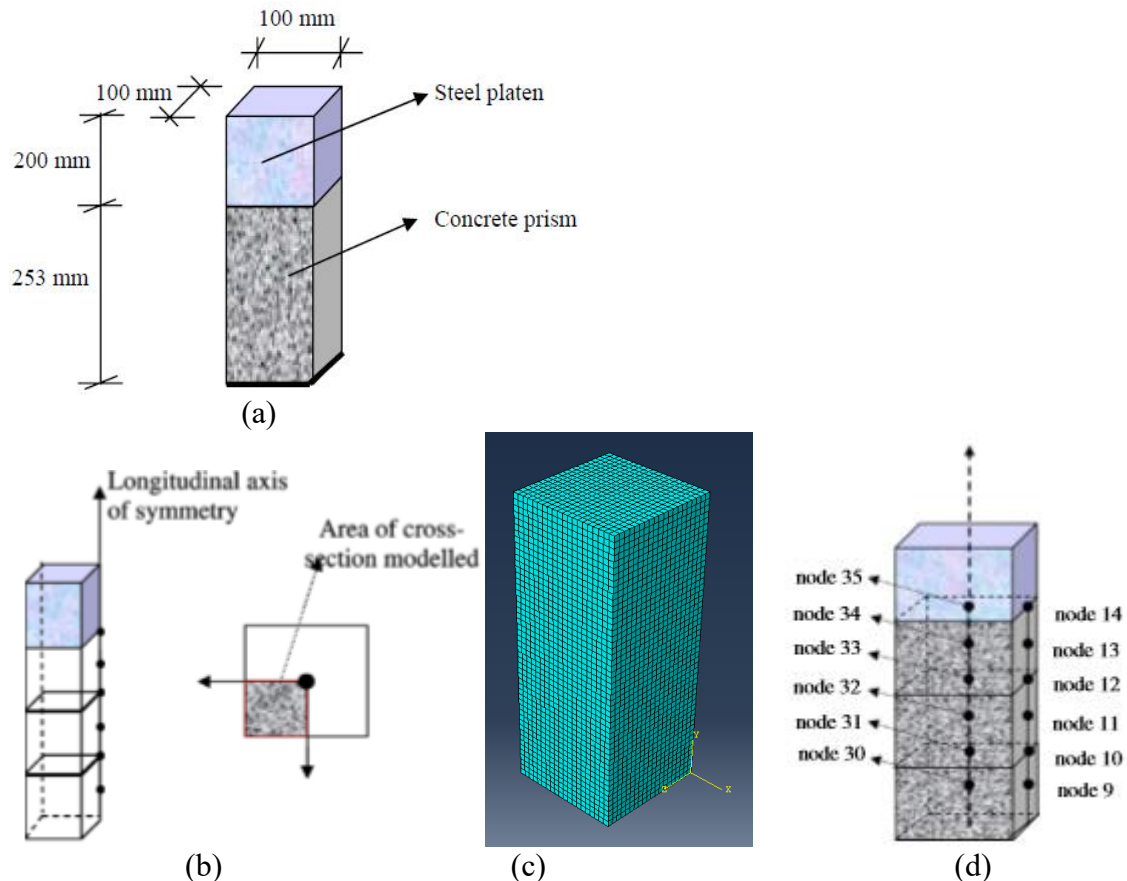 100 mm
100 mm
Steel platen
200 mm
Concrete prism
253 mm
(a)
Longitudinal axis
of symmetry
Area of cross-
section modelled
Y
Z
X
node 35
node 34
node 33
node 32
node 31
node 30
node 14
node 13
node 12
node 11
node 10
node 9
(b)
(c)
(d)